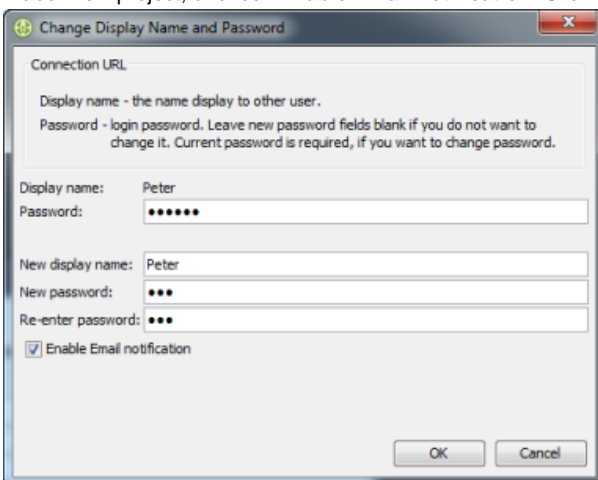 Change Display Name and Password
Connection URL
Display name - the name display to other user.
Password - login password. Leave new password fields blank if you do not want to
change it. Current password is required, if you want to change password.
Display name: Peter
Password: ••••••
New display name: Peter
New password: •••
Re-enter password: •••
Enable Email notification
OK Cancel